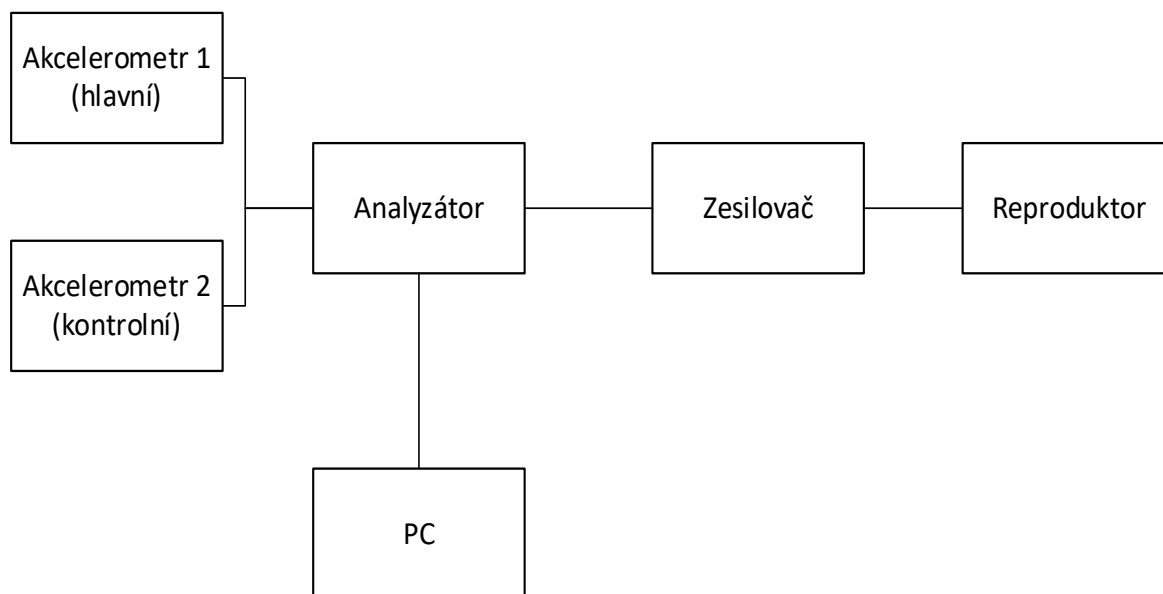 Akcelerometr 1
(hlavní)
Analyzátor
Zesilovač
Reproduktor
Akcelerometr 2
(kontrolní)
PC